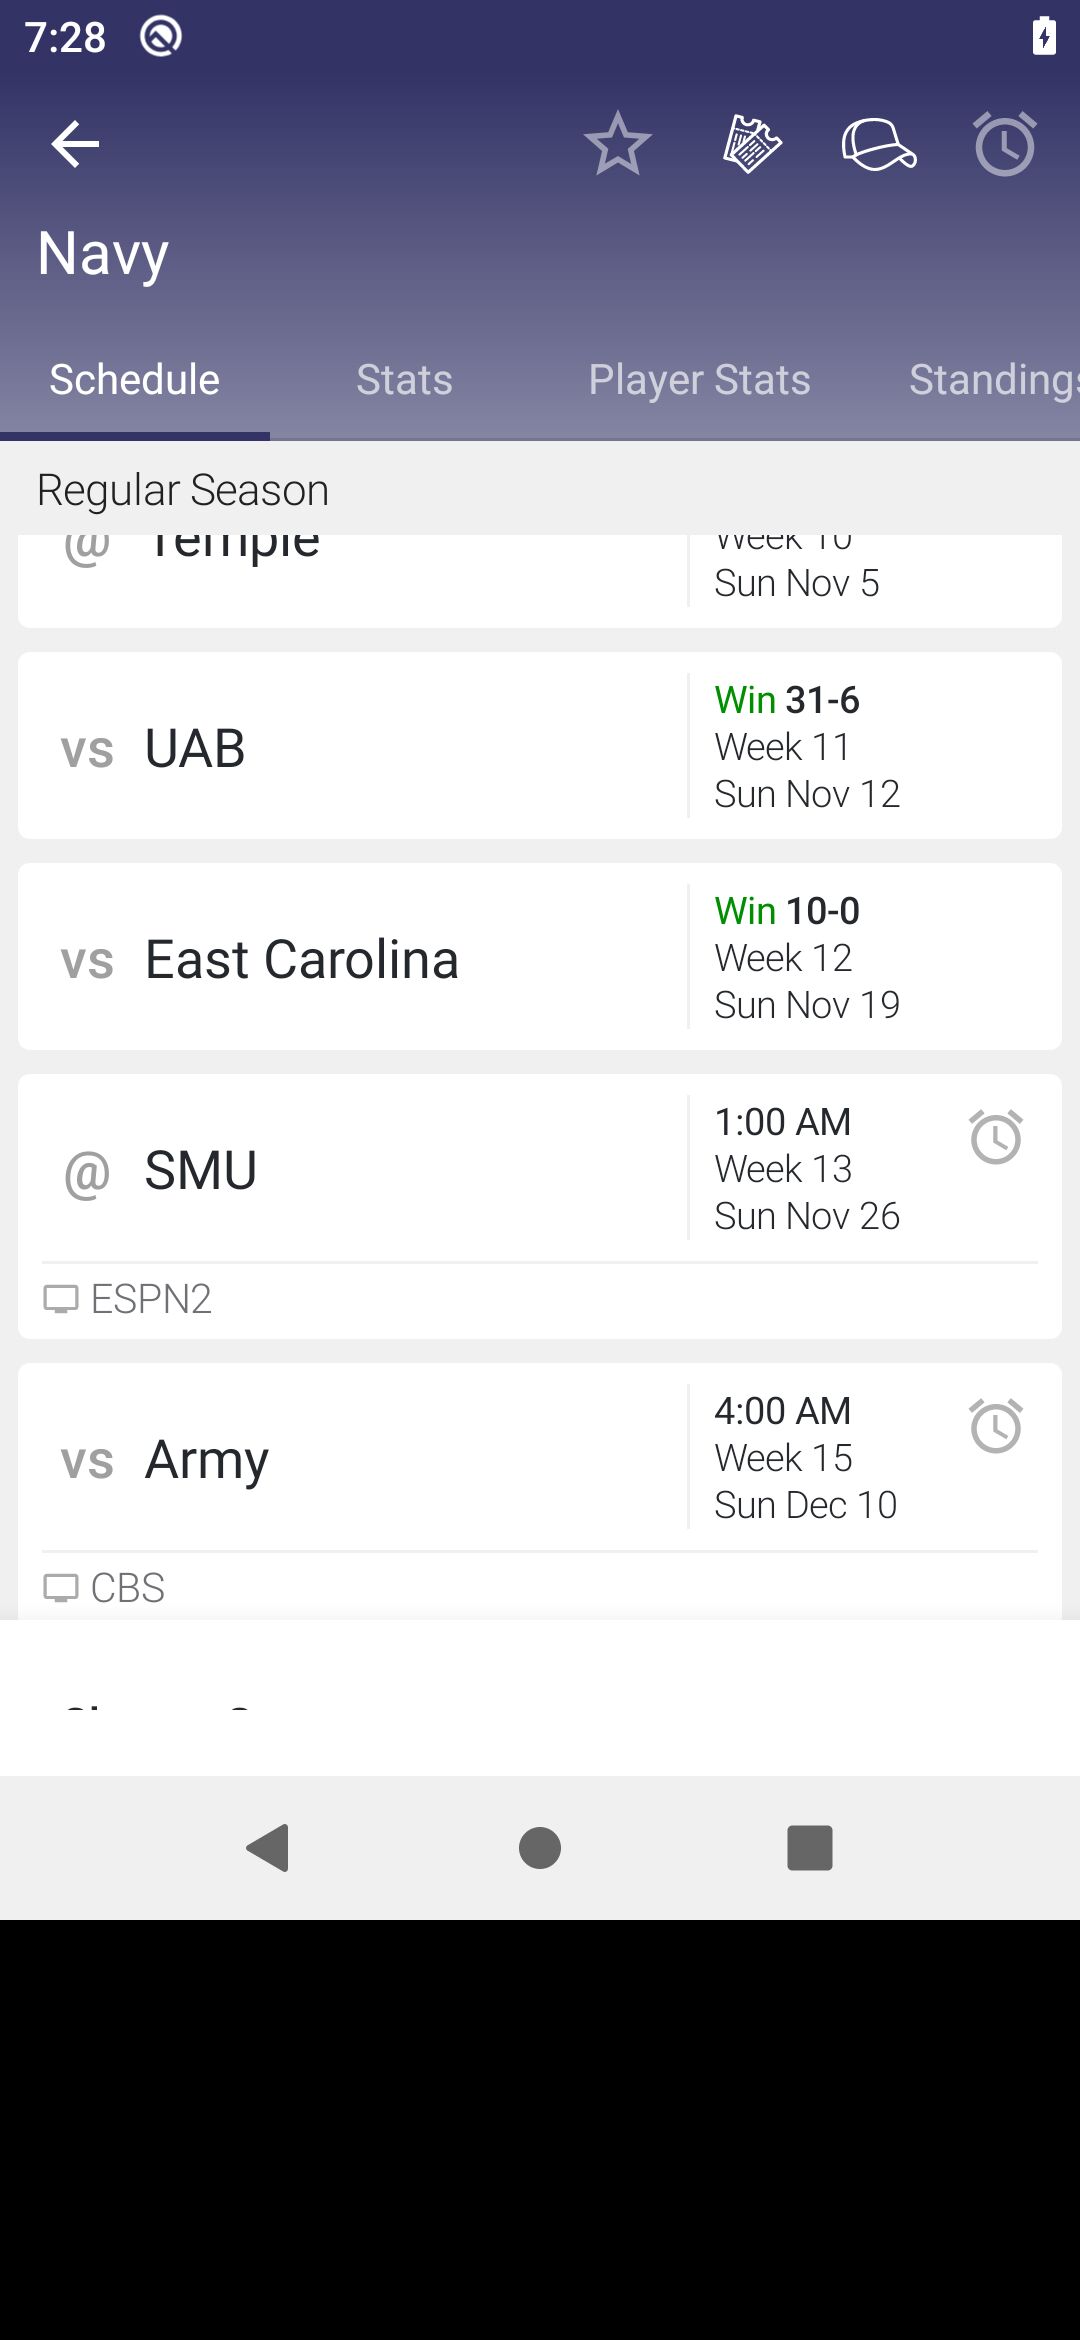 7:28
Navy
Schedule Stats Player Stats Standings
Regular Season
@ Temple
Week 10
Sun Nov 5
vs UAB
Win 31-6
Week 11
Sun Nov 12
vs East Carolina
Win 10-0
Week 12
Sun Nov 19
@ SMU
1:00 AM
Week 13
Sun Nov 26
ESPN2
vs Army
4:00 AM
Week 15
Sun Dec 10
CBS